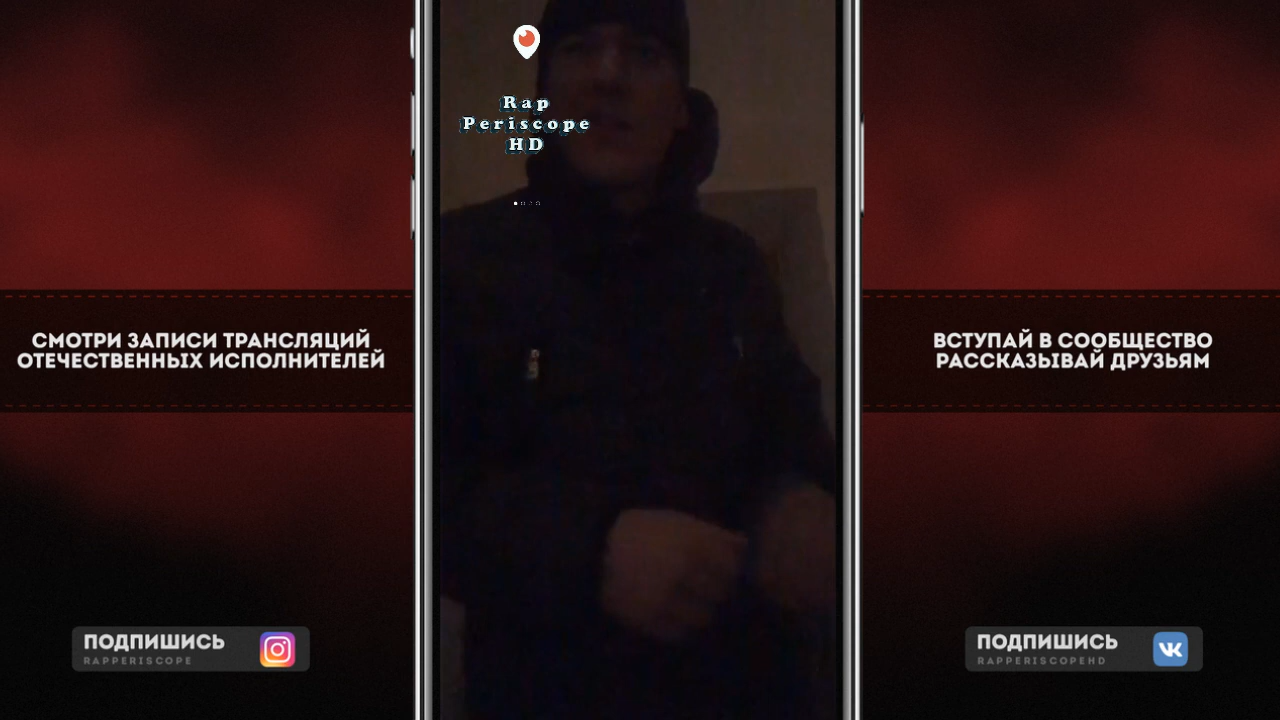 Rap
Periscope
HD
СМОТРИ ЗАПИСИ ТРАНСЛЯЦИЙ
ОТЕЧЕСТВЕННЫХ ИСПОЛНИТЕЛЕЙ
ВСТУПАЙ В СООБЩЕСТВО
РАССКАЗЫВАЙ ДРУЗЬЯМ
ПОДПИШИСЬ
RAPPERISCOPE
ПОДПИШИСЬ
RAPPERISCOPEHD